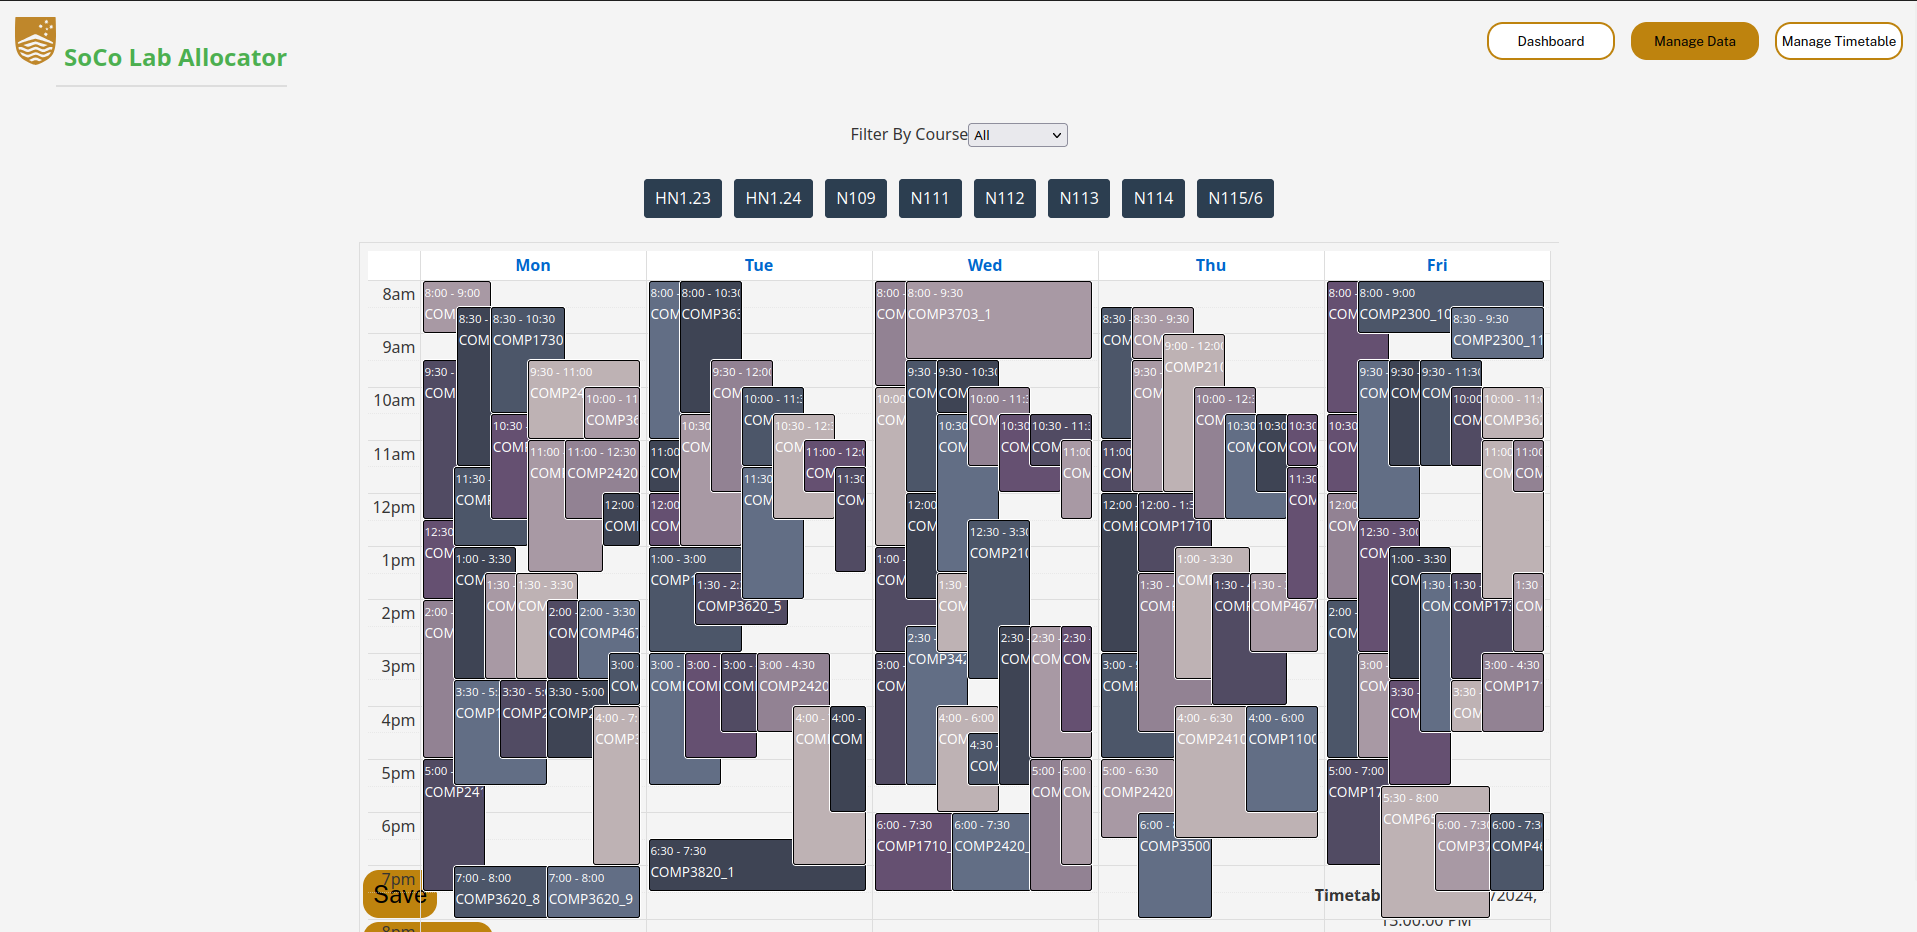 SoCo Lab Allocator
Dashboard
Manage Data
Manage Timetable
Filter By Course All
HN1.23 HN1.24 N109 N111 N112 N113 N114 N115/6
Mon Tue Wed Thu Fri
8am
9am
10am
11am
12pm
1pm
2pm
3pm
4pm
5pm
6pm
7pm
8pm
8:00 - 9:00
COM
8:30 -
COM
8:30 - 10:30
COMP1730
9:30 -
COM
9:30 - 11:00
COMP24
10:00 - 11
COMP36
10:30
COM
11:00
COM
11:00 - 12:30
COMP2420
11:30
COM
12:00
COM
12:30
COM
1:00 - 3:30
COM
1:30
COM
1:30 - 3:30
COM
2:00
COM
2:00 -
COM
2:00 - 3:30
COMP467
3:00
COM
3:30 - 5:
COMP1
3:30 - 5:
COMP2
3:30 - 5:00
COMP2
4:00 - 7:
COMP3
5:00
COMP241
7:00 - 8:00
COMP3620_8
7:00 - 8:00
COMP3620_9
8:00 -
COM
8:00 - 10:30
COMP363
9:30 - 12:00
COM
10:00 - 11:3
COM
10:30
COM
10:30 - 12:3
COM
11:00
COM
11:00 - 12:0
COM
11:30
COM
11:30
COM
12:00
COM
1:00 - 3:00
COMP1
1:30 - 2:
COMP3620_5
3:00 -
COM
3:00 -
COM
3:00 -
COM
3:00 - 4:30
COMP2420
4:00 -
COM
4:00 -
COM
6:30 - 7:30
COMP3820_1
8:00 -
COM
8:00 - 9:30
COMP3703_1
9:30 -
COM
9:30 - 10:30
COM
10:00
COM
10:00 - 11:3
COM
10:30
COM
10:30
COM
10:30 - 11:3
COM
11:00
COM
12:00
COM
12:30 - 3:30
COMP210
1:00 -
COM
1:30 -
COM
2:30 -
COMP342
2:30 -
COM
2:30 -
COM
2:30 -
COM
3:00 -
COM
4:00 - 6:00
COM
4:30 -
COM
5:00 -
COM
5:00 -
COM
6:00 - 7:30
COMP1710_
6:00 - 7:30
COMP2420_
8:30 -
COM
8:30 - 9:30
COM
9:00 - 12:00
COMP210
9:30 -
COM
10:00 - 12:3
COM
10:30
COM
10:30
COM
10:30
COM
11:00
COM
11:30
COM
12:00
COM
12:00 - 1:3
COMP1710
1:00 - 3:30
COM
1:30 -
COM
1:30 -
COM
1:30 -
COMP467
3:00 -
COM
4:00 - 6:30
COMP2410
4:00 - 6:00
COMP1100
5:00 - 6:30
COMP2420
6:00 -
COMP3500
8:00 -
COM
8:00 - 9:00
COMP2300_10
8:30 - 9:30
COMP2300_11
9:30 -
COM
9:30 -
COM
9:30 - 11:30
COM
10:00
COM
10:00 - 11:0
COMP362
10:30
COM
11:00
COM
11:00
COM
12:00
COM
12:30 - 3:00
COM
1:00 - 3:30
COM
1:30
COM
1:30 -
COMP173
1:30
COM
2:00 -
COM
3:00 -
COM
3:00 - 4:30
COMP17
3:30 -
COM
3:30 -
COM
5:00 - 7:00
COMP17
5:30 - 8:00
COMP65
6:00 - 7:30
COMP37
6:00 - 7:3
COMP46
Save
Timetab /2024,
13:00:00 PM